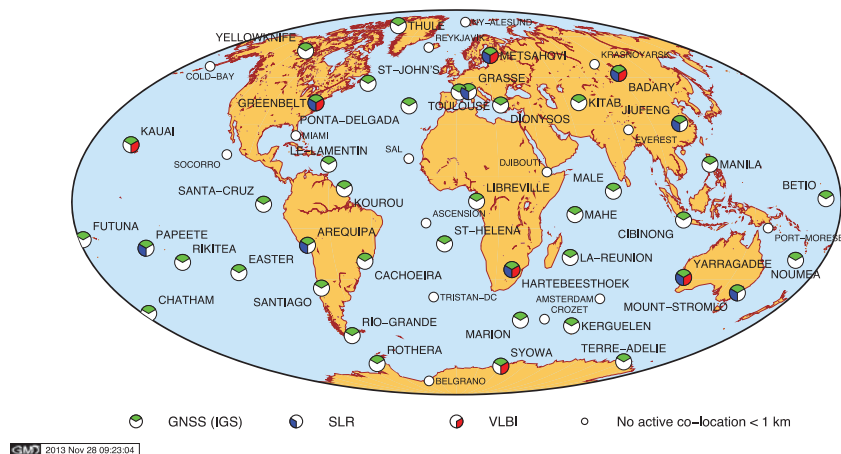 THULE
NY-ALESUND
YELLOWKNIFE
REYKJAVIK
METSAHOVI
KRASNOYARSK
COLD-BAY
ST-JOHN'S
GRASSE
BADARY
GREENBELT
TOULOUSE
KITAB
JIUFENG
PONTA-DELGADA
DIONYSOS
KAUAI
MIAMI
EVEREST
LE-LAMENTIN
SAL
SOCORRO
DJIBOUTI
MALE
MANILA
SANTA-CRUZ
KOUROU
LIBREVILLE
BETIO
ASCENSION
MAHE
FUTUNA
PAPEETE
AREQUIPA
ST-HELENA
CIBINONG
PORT-MORESB
RIKITEA
EASTER
LA-RELUNION
YARRAGADEE
CACHOEIRA
NOUMEA
HARTEBEESTHOEK
CHATHAM
SANTIAGO
TRISTAN-DC
AMSTERDAM
MOUNT-STROMLO
CROZET
RIO-GRANDE
MARION
KERGUELEN
ROTHERA
SYOWA
TERRE-ADELIE
BELGRANO
GNSS (IGS)
SLR
VLBI
No active co-location < 1 km
GMD 2013 Nov 28 09:23:04